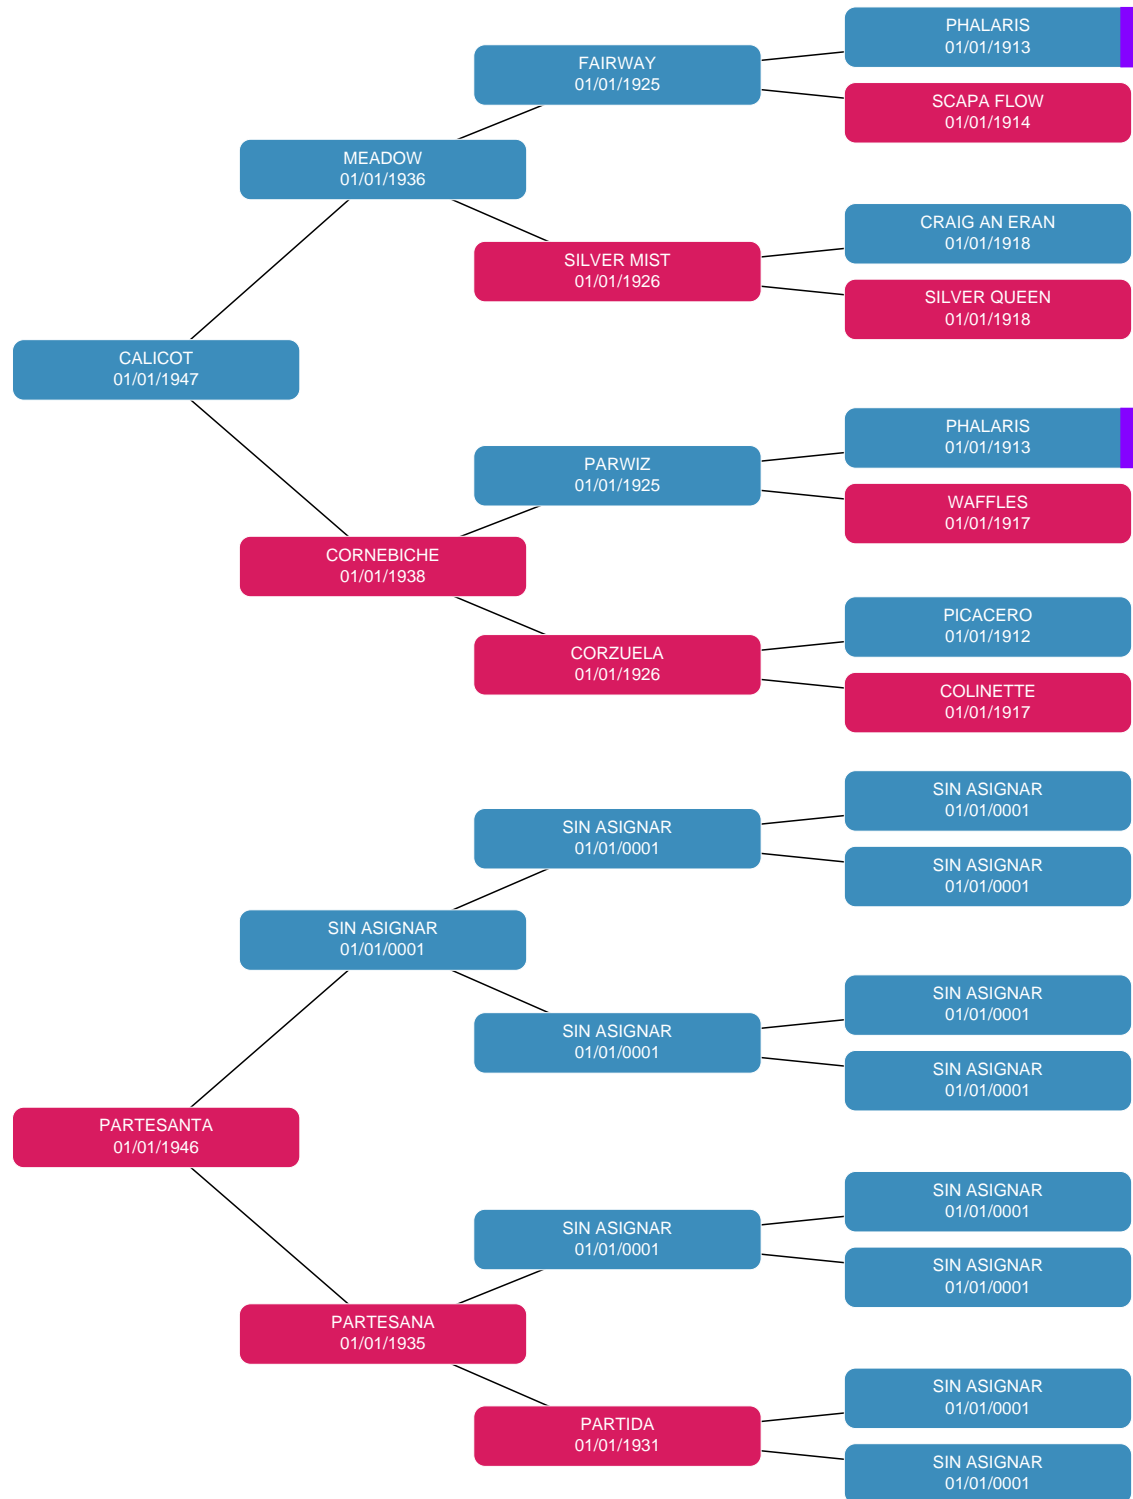 PHALARIS
01/01/1913
FAIRWAY
01/01/1925
SCAPA FLOW
01/01/1914
MEADOW
01/01/1936
CRAIG AN ERAN
01/01/1918
SILVER MIST
01/01/1926
SILVER QUEEN
01/01/1918
CALICOT
01/01/1947
PHALARIS
01/01/1913
PARWIZ
01/01/1925
WAFFLES
01/01/1917
CORNEBICHE
01/01/1938
PICACERO
01/01/1912
CORZUELA
01/01/1926
COLINETTE
01/01/1917
SIN ASIGNAR
01/01/0001
SIN ASIGNAR
01/01/0001
SIN ASIGNAR
01/01/0001
SIN ASIGNAR
01/01/0001
SIN ASIGNAR
01/01/0001
SIN ASIGNAR
01/01/0001
SIN ASIGNAR
01/01/0001
PARTESANTA
01/01/1946
SIN ASIGNAR
01/01/0001
SIN ASIGNAR
01/01/0001
SIN ASIGNAR
01/01/0001
PARTESANA
01/01/1935
SIN ASIGNAR
01/01/0001
PARTIDA
01/01/1931
SIN ASIGNAR
01/01/0001